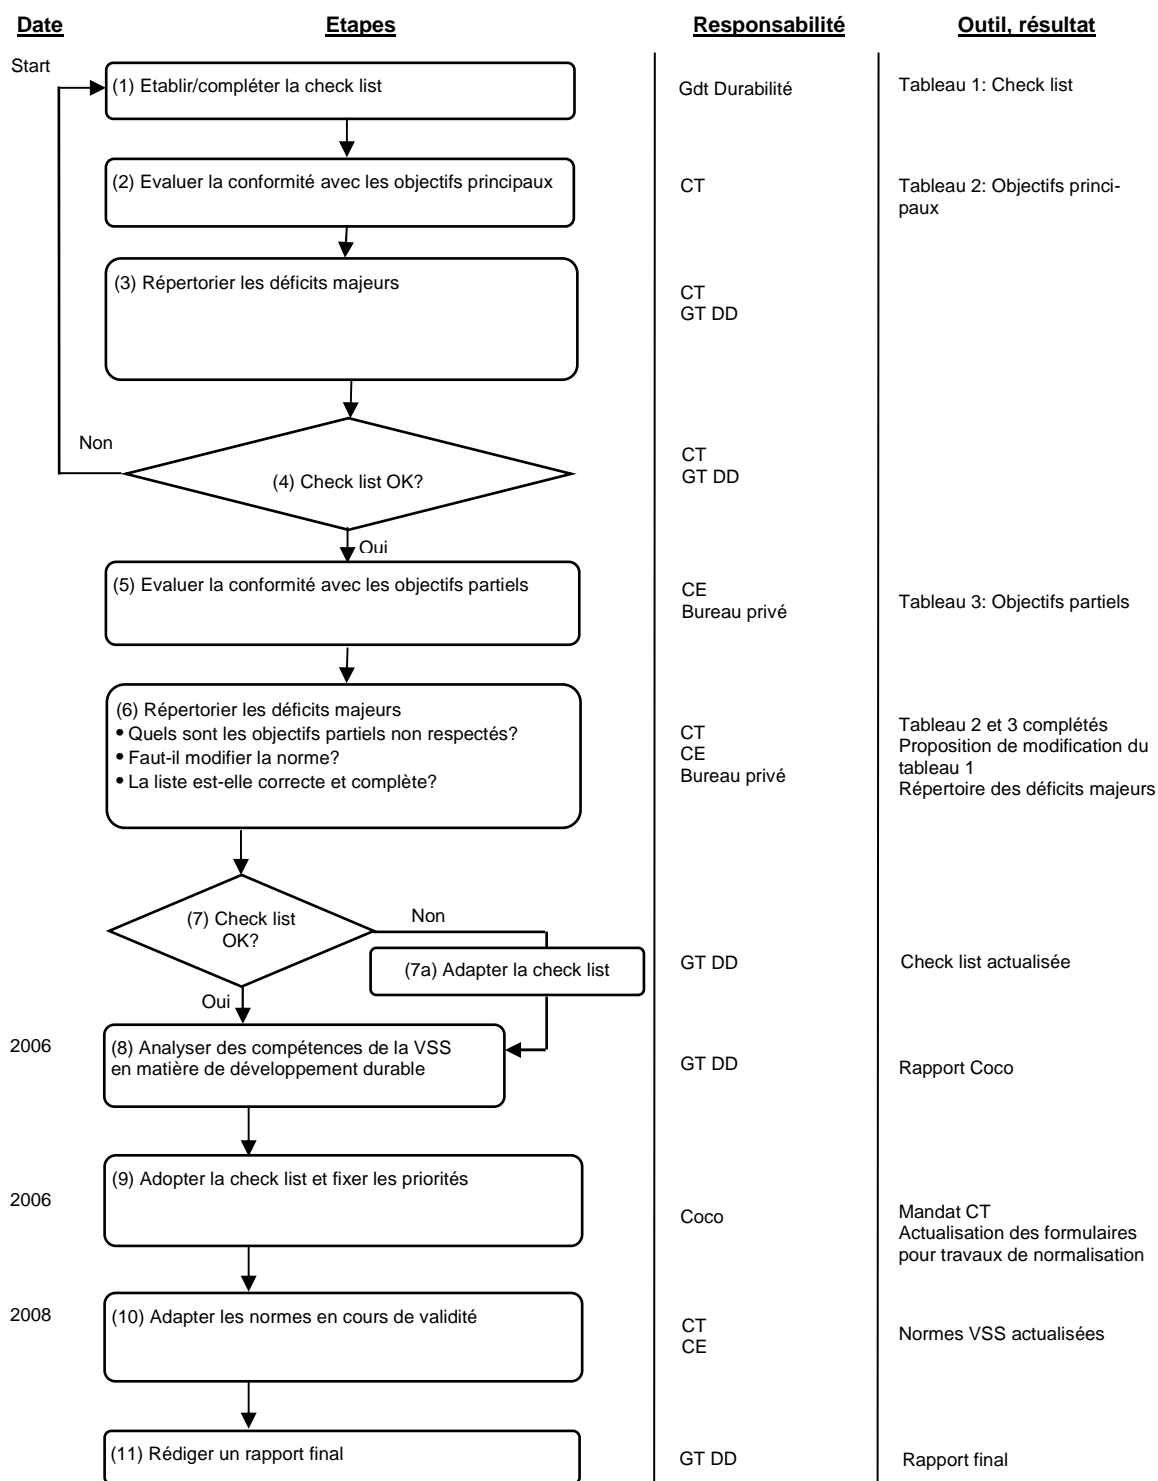 Date Etapes Responsabilité Outil, résultat
Start
(1) Etablir/compléter la check list
Gdt Durabilité
Tableau 1: Check list
(2) Evaluer la conformité avec les objectifs principaux
CT
Tableau 2: Objectifs princi-
paux
(3) Répertorier les déficits majeurs
CT
GT DD
Non
(4) Check list OK?
CT
GT DD
Oui
(5) Evaluer la conformité avec les objectifs partiels
CE
Bureau privé
Tableau 3: Objectifs partiels
(6) Répertorier les déficits majeurs
• Quels sont les objectifs partiels non respectés?
• Faut-il modifier la norme?
• La liste est-elle correcte et complète?
CT
CE
Bureau privé
Tableau 2 et 3 complétés
Proposition de modification du
tableau 1
Répertoire des déficits majeurs
(7) Check list
OK?
Non
(7a) Adapter la check list
GT DD
Check list actualisée
Oui
2006
(8) Analyser des compétences de la VSS
en matière de développement durable
GT DD
Rapport Coco
2006
(9) Adopter la check list et fixer les priorités
Coco
Mandat CT
Actualisation des formulaires
pour travaux de normalisation
2008
(10) Adapter les normes en cours de validité
CT
CE
Normes VSS actualisées
(11) Rédiger un rapport final
GT DD
Rapport final